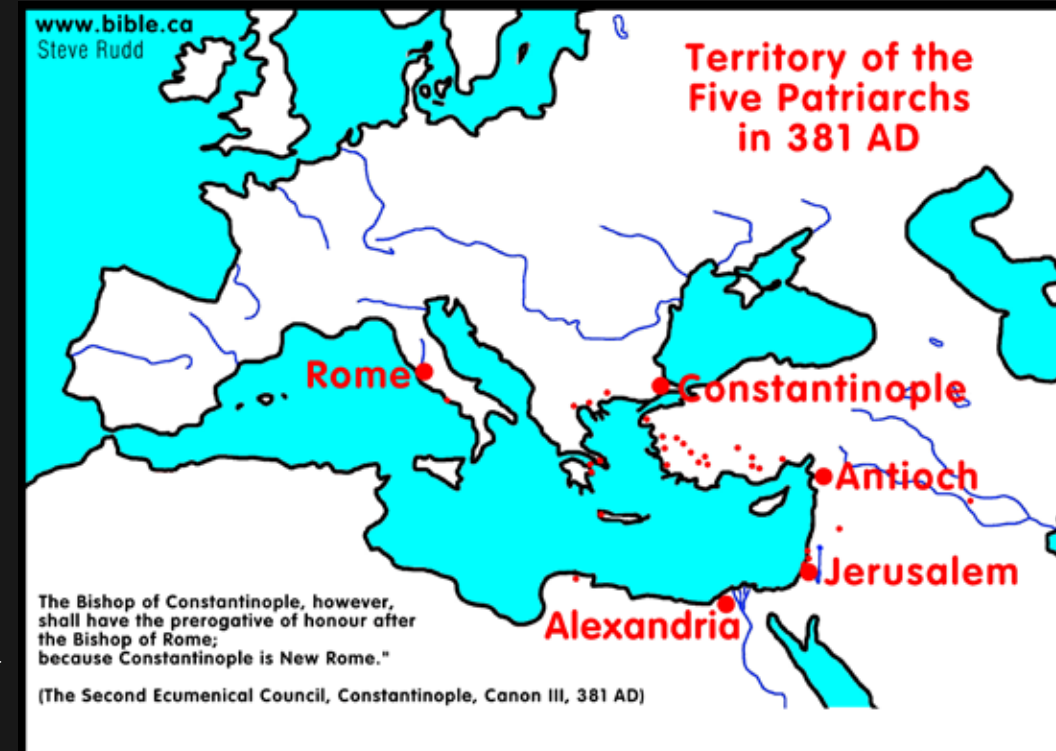 www.bible.ca
Steve Rudd
Territory of the
Five Patriarchs
in 381 AD
Rome
Constantinople
Antioch
Jerusalem
Alexandria
The Bishop of Constantinople, however,
shall have the prerogative of honour after
the Bishop of Rome;
because Constantinople is New Rome."
(The Second Ecumenical Council, Constantinople, Canon III, 381 AD)